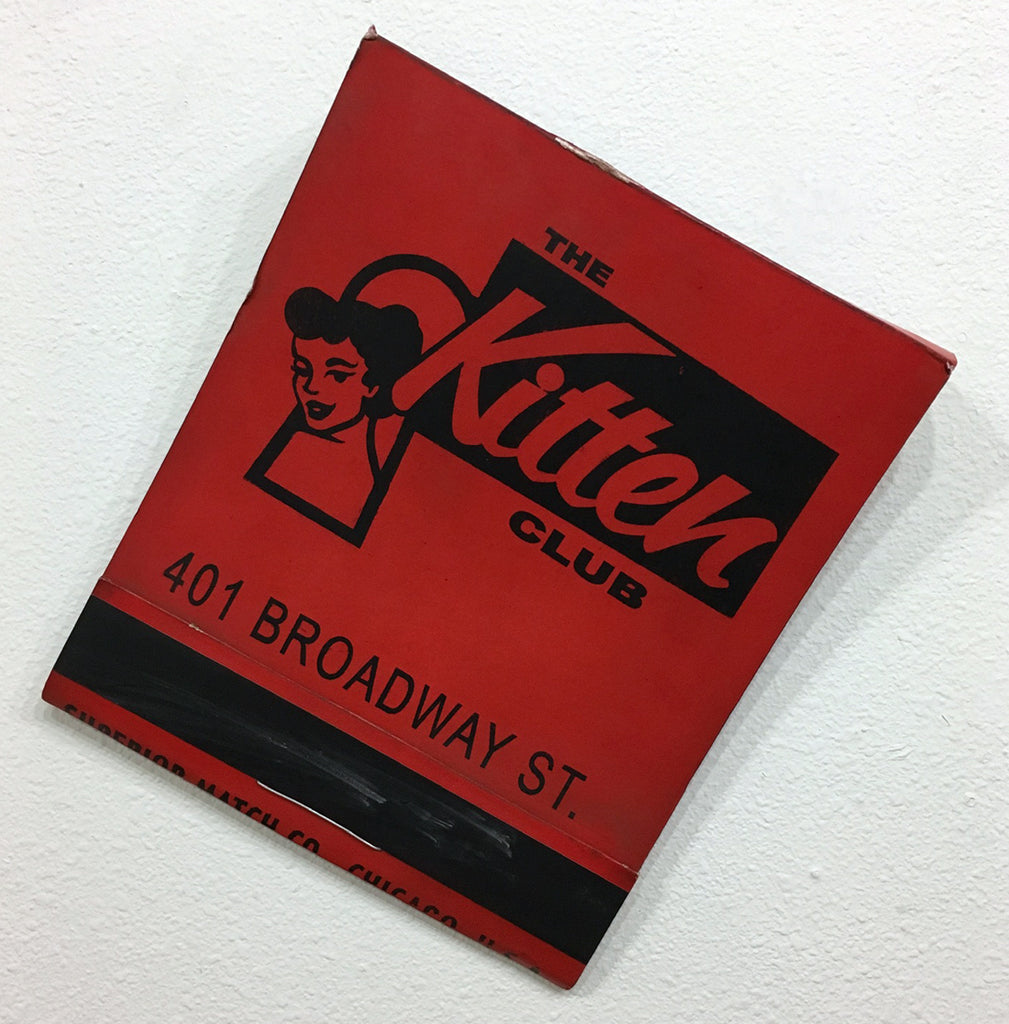 THE
Kitten
CLUB
401 BROADWAY ST.
SUPERIOR MATCH CO. CHICAGO, U.S.A.